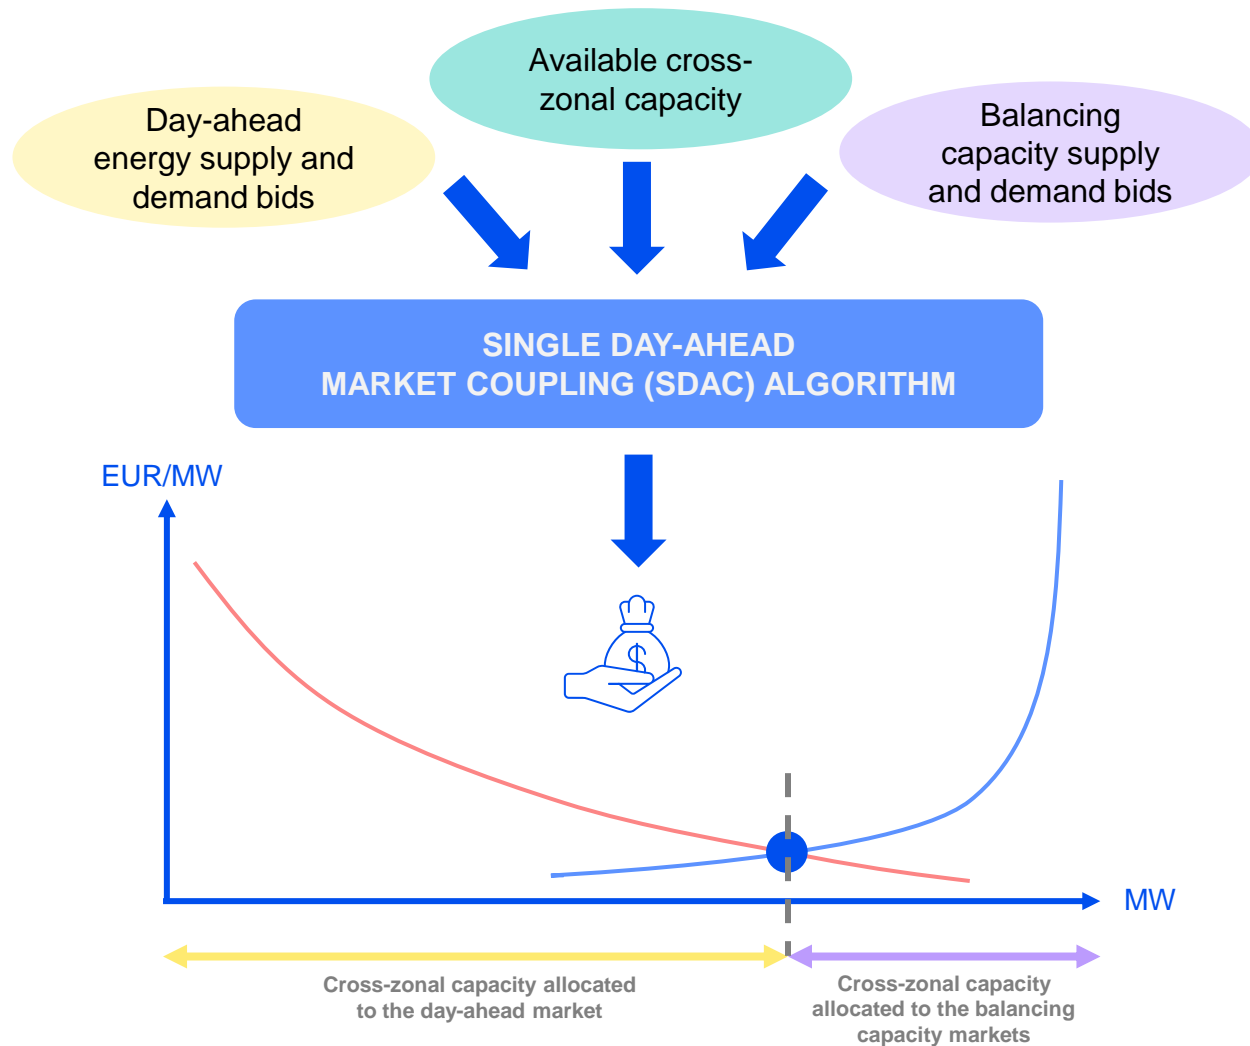 Day-ahead
energy supply and
demand bids
Available cross-
zonal capacity
Balancing
capacity supply
and demand bids
SINGLE DAY-AHEAD
MARKET COUPLING (SDAC) ALGORITHM
EUR/MW
$
MW
Cross-zonal capacity allocated
to the day-ahead market
Cross-zonal capacity
allocated to the balancing
capacity markets